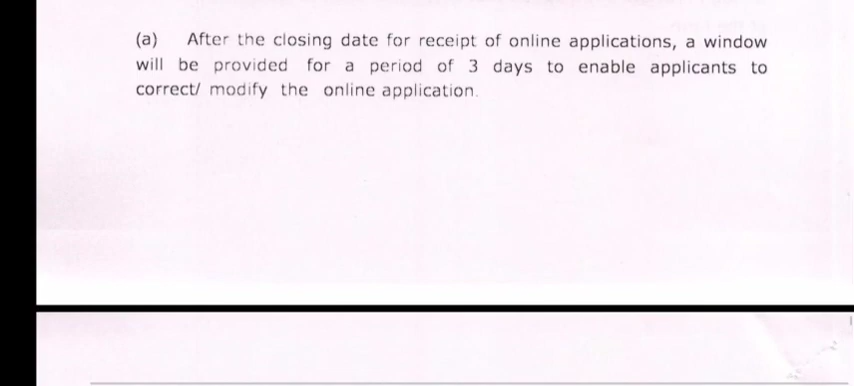 (a) After the closing date for receipt of online applications, a window
will be provided for a period of 3 days to enable applicants to
correct/ modify the online application.